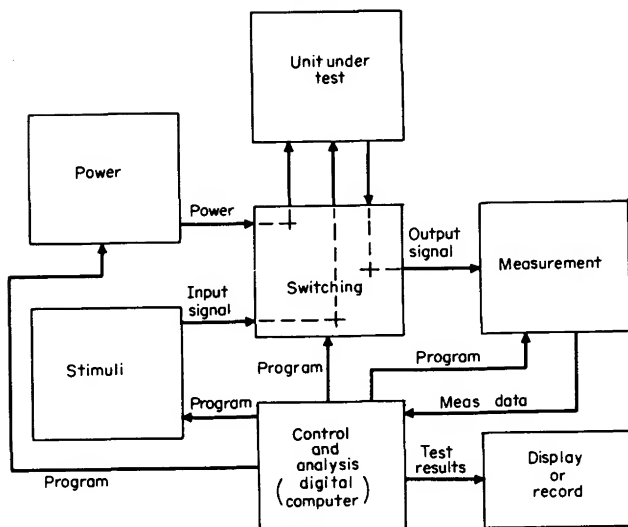 Unit under
test
Power
Power
Output
signal
Measurement
Switching
Input
signal
Stimuli
Program
Program
Program
Meas data
Control
and
analysis
( digital
computer )
Test
results
Display
or
record
Program